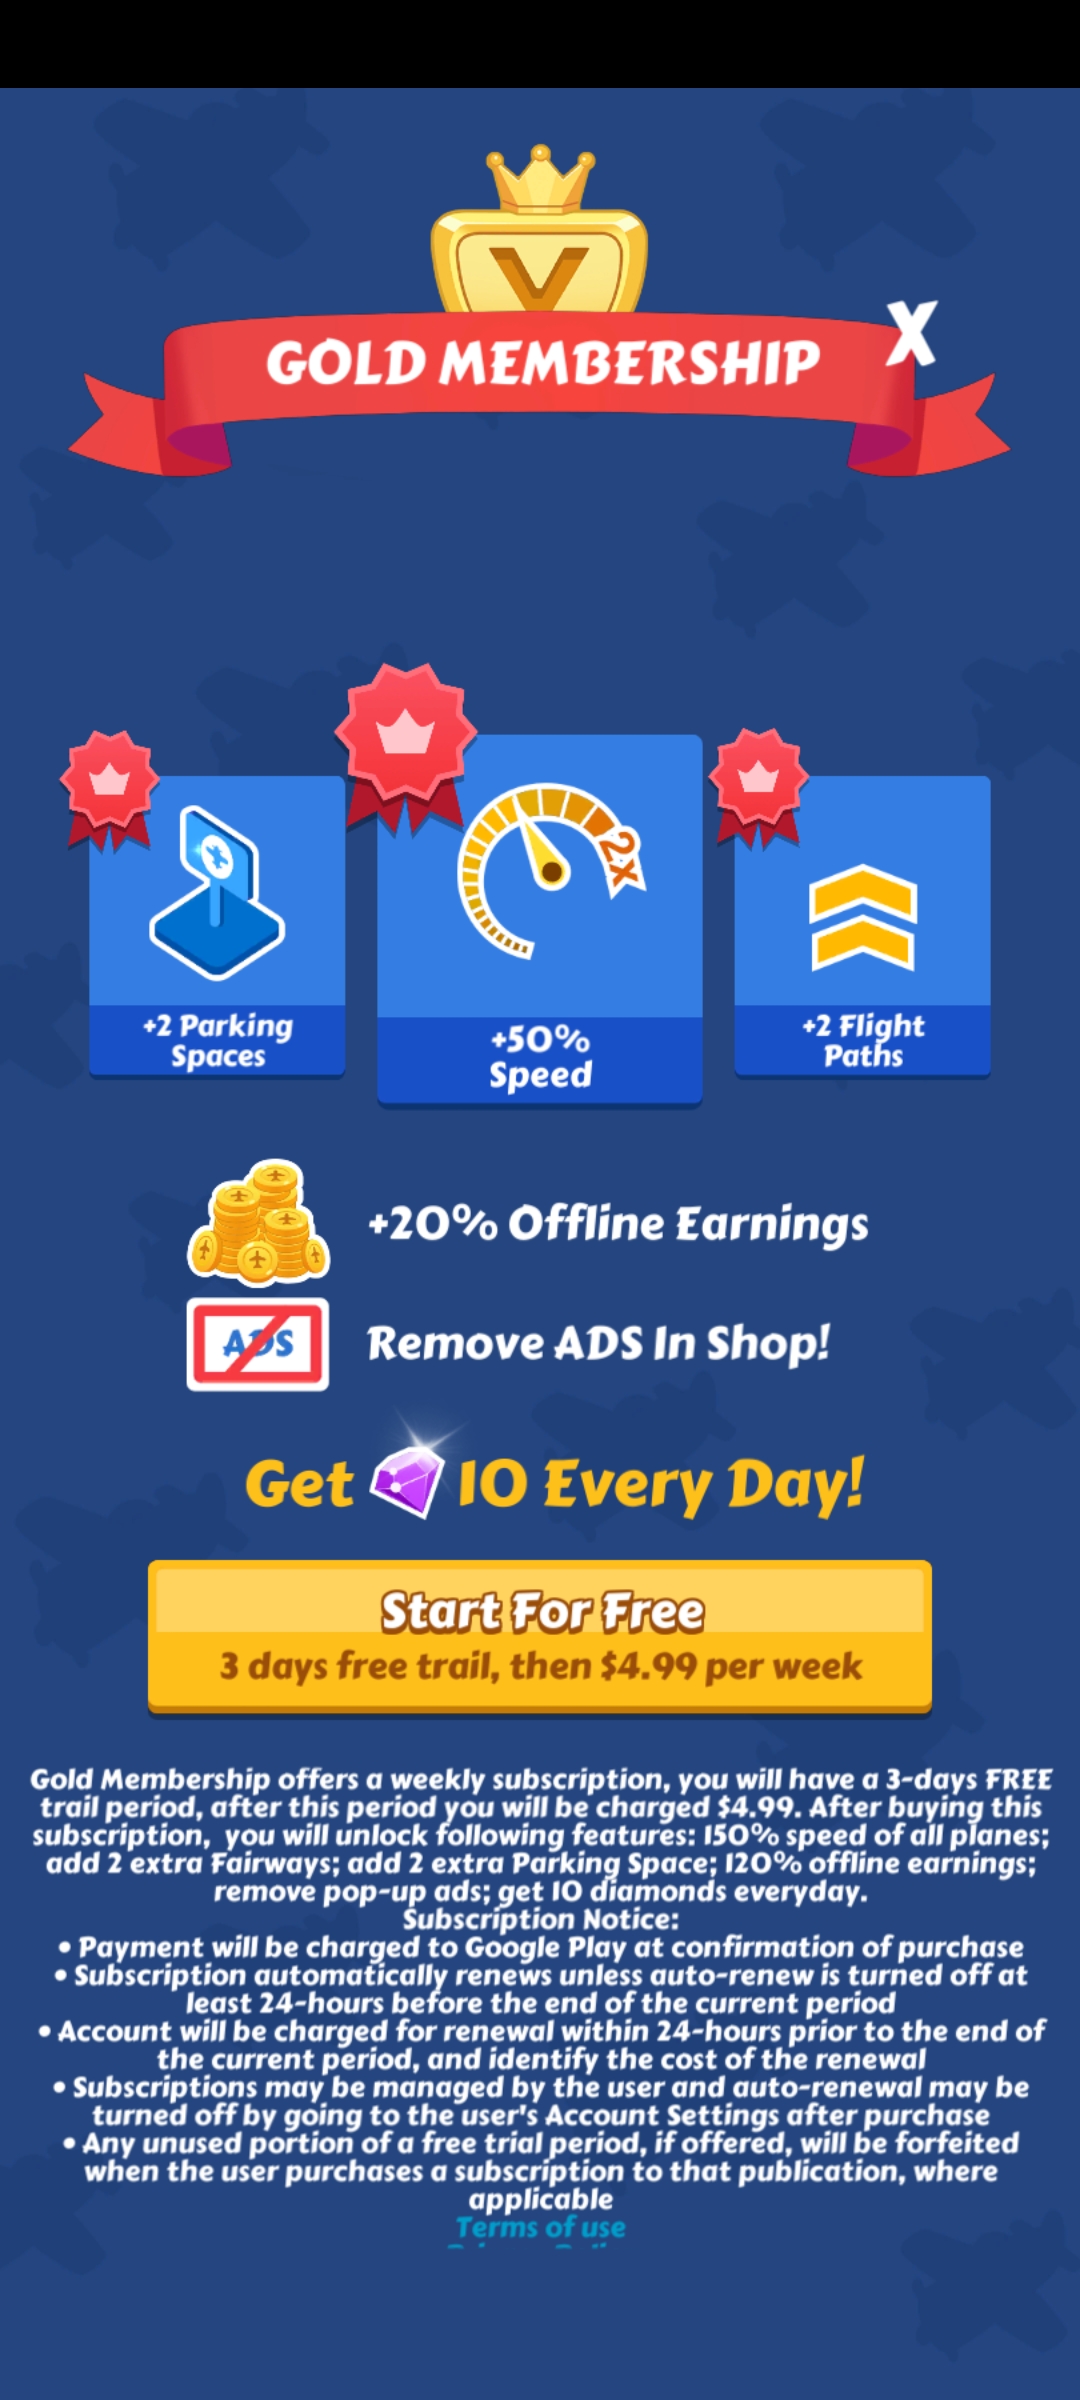 V
GOLD MEMBERSHIP
X
2x
+2 Parking
Spaces
+50%
Speed
+2 Flight
Paths
+20% Offline Earnings
ADS
Remove ADS In Shop!
Get 10 Every Day!
Start For Free
3 days free trail, then $4.99 per week
Gold Membership offers a weekly subscription, you will have a 3-days FREE
trail period, after this period you will be charged $4.99. After buying this
subscription, you will unlock following features: 150% speed of all planes;
add 2 extra Fairways; add 2 extra Parking Space; 120% offline earnings;
remove pop-up ads; get 10 diamonds everyday.
Subscription Notice:
• Payment will be charged to Google Play at confirmation of purchase
• Subscription automatically renews unless auto-renew is turned off at
least 24-hours before the end of the current period
• Account will be charged for renewal within 24-hours prior to the end of
the current period, and identify the cost of the renewal
• Subscriptions may be managed by the user and auto-renewal may be
turned off by going to the user's Account Settings after purchase
• Any unused portion of a free trial period, if offered, will be forfeited
when the user purchases a subscription to that publication, where
applicable
Terms of use